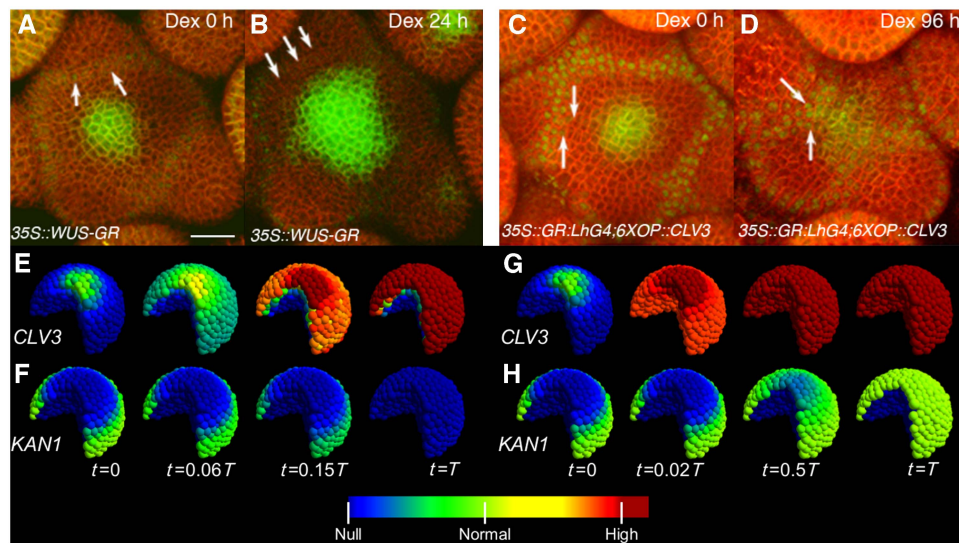 A Dex 0 h
B Dex 24 h
C Dex 0 h
D Dex 96 h
35S::WUS-GR
35S::WUS-GR
35S::GR:LhG4;6XOP::CLV3
35S::GR:LhG4;6XOP::CLV3
E
G
CLV3
CLV3
F
H
KAN1
KAN1
t=0 t=0.06T t=0.15T t=T
t=0 t=0.02T t=0.5T t=T
Null Normal High